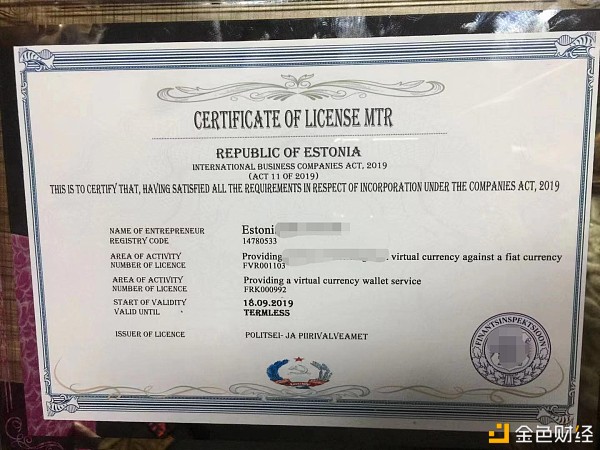 CERTIFICATE OF LICENSE MTR
REPUBLIC OF ESTONIA
INTERNATIONAL BUSINESS COMPANIES ACT, 2019
(ACT 11 OF 2019)
THIS IS TO CERTIFY THAT, HAVING SATISFIED ALL THE REQUIREMENTS IN RESPECT OF INCORPORATION UNDER THE COMPANIES ACT, 2019
NAME OF ENTREPRENEUR Estoni
REGISTRY CODE 14780533
AREA OF ACTIVITY Providing virtual currency against a fiat currency
NUMBER OF LICENCE FVR001103
AREA OF ACTIVITY Providing a virtual currency wallet service
NUMBER OF LICENCE FRK000992
START OF VALIDITY 18.09.2019
VALID UNTIL TERMLESS
ISSUER OF LICENCE POLITSEI- JA PIIRIVALVEAMET
FINANTSINSPEKTSIOON
金色财经